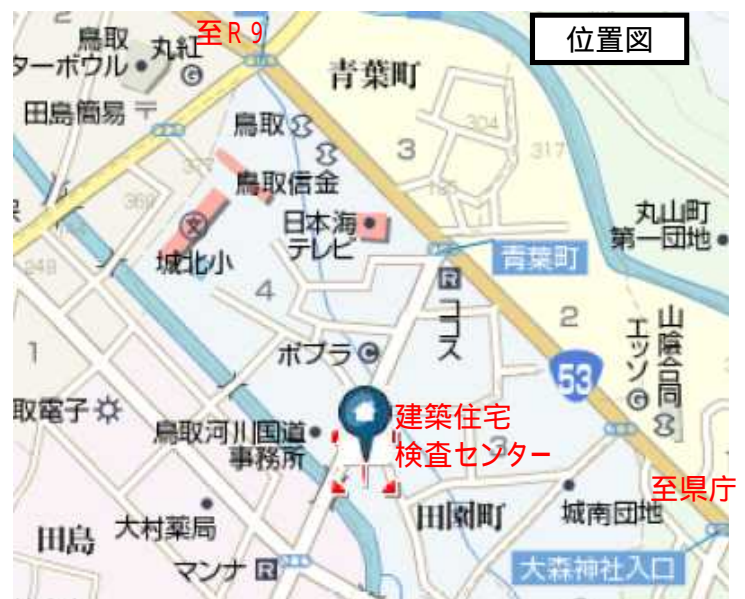 位置図
至R9
鳥取
ターボウル
丸紅
青葉町
田島簡易
鳥取
3
304
317
鳥取信金
369
日本海
テレビ
丸山町
第一団地
城北小
青葉町
248
4
ココス
2
山陰合同
エッソ
1
ポプラ
53
取電子
建築住宅
検査センター
鳥取河川国道
事務所
3
至県庁
大村薬局
田園町
城南団地
田島
マンナ
大森神社入口